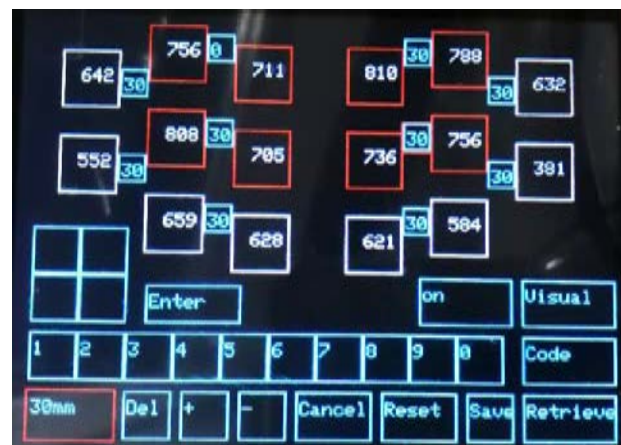 756 0 30 788
642 30 711 810 30 632
808 30 30 756
552 30 705 736 30 381
659 30 628 621 30 584
Enter on Visual
1 2 3 4 5 6 7 8 9 0 Code
30mm Del + - Cancel Reset Save Retrieve